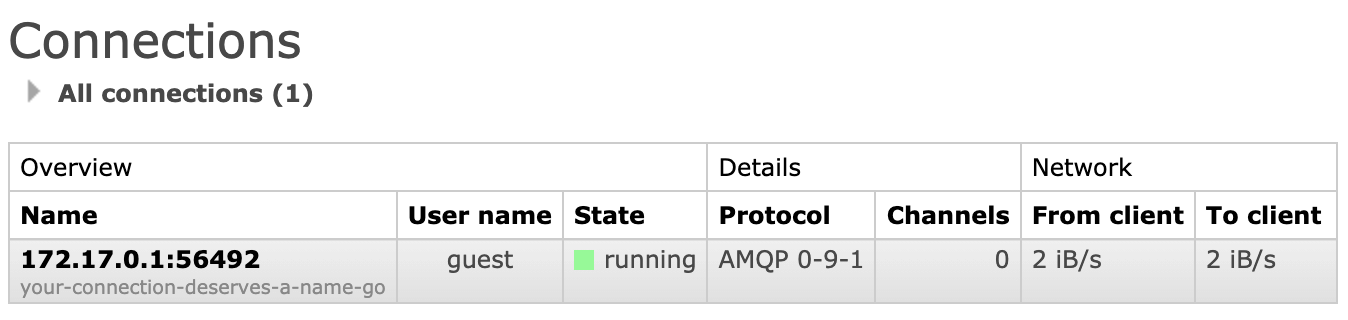 Connections
All connections (1)
Overview Details Network
Name User name State Protocol Channels From client To client
172.17.0.1:56492 guest running AMQP 0-9-1 0 2 iB/s 2 iB/s
your-connection-deserves-a-name-go